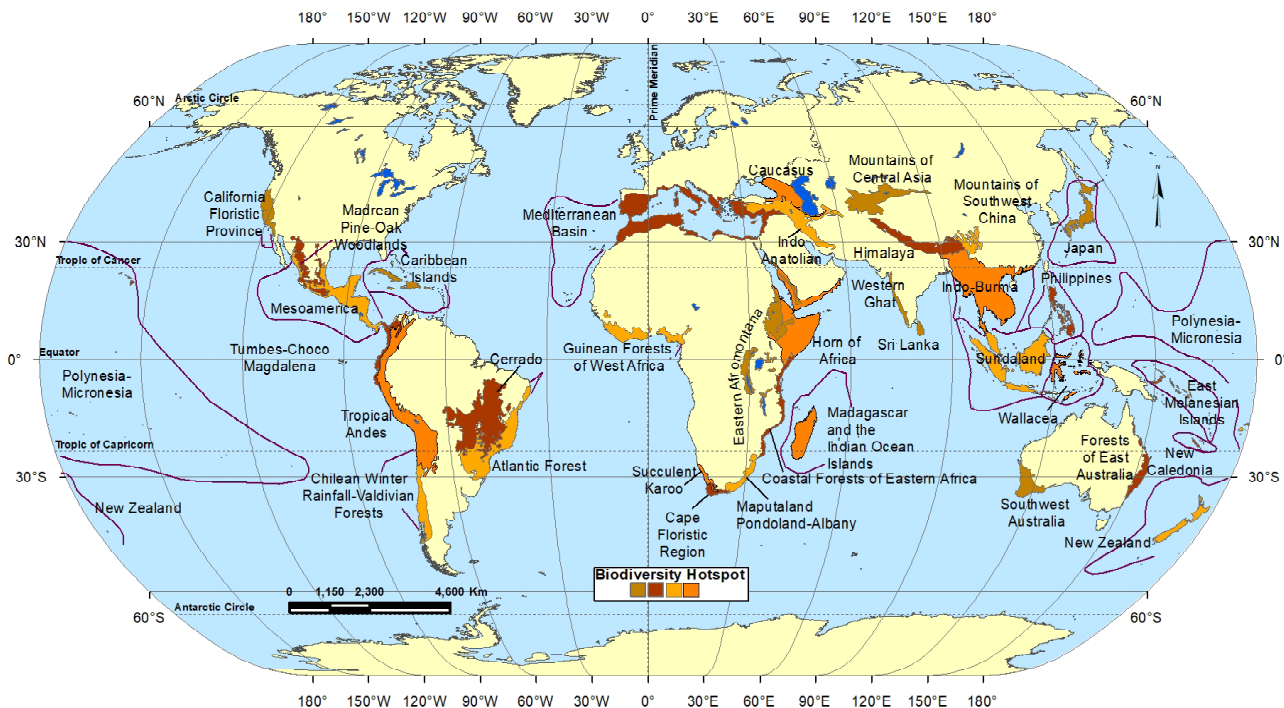 180° 150°W 120°W 90°W 60°W 30°W 0° 30°E 60°E 90°E 120°E 150°E 180°
Prime Meridian
60°N
Arctic Circle
60°N
N
Caucasus
Mountains of
Central Asia
Mountains of
Southwest
China
California
Floristic
Province
Madrean
Pine-Oak
Woodlands
Mediterranean
Basin
30°N
30°N
Tropic of Cancer
Caribbean
Islands
Indo
Anatolian
Himalaya
Japan
Western
Ghat
Indo-Burma
Philippines
Mesoamerica
Polynesia-
Micronesia
Tumbes-Choco
Magdalena
Cerrado
Guinean Forests
of West Africa
Eastern Afromontana
Horn of
Africa
Sri Lanka
Sundaland
0°
Equator
0°
Polynesia-
Micronesia
East
Melanesian
Islands
Wallacea
Tropical
Andes
Madagascar
and the
Indian Ocean
Islands
Tropic of Capricorn
Forests
of East
Australia
New
Caledonia
Atlantic Forest
30°S
30°S
Chilean Winter
Rainfall-Valdivian
Forests
Succulent
Karoo
Coastal Forests of Eastern Africa
New Zealand
Cape
Floristic
Region
Maputaland
Pondoland-Albany
Southwest
Australia
New Zealand
Biodiversity Hotspot
0 1,150 2,300 4,600 Km
Antarctic Circle
60°S
60°S
180° 150°W 120°W 90°W 60°W 30°W 0° 30°E 60°E 90°E 120°E 150°E 180°